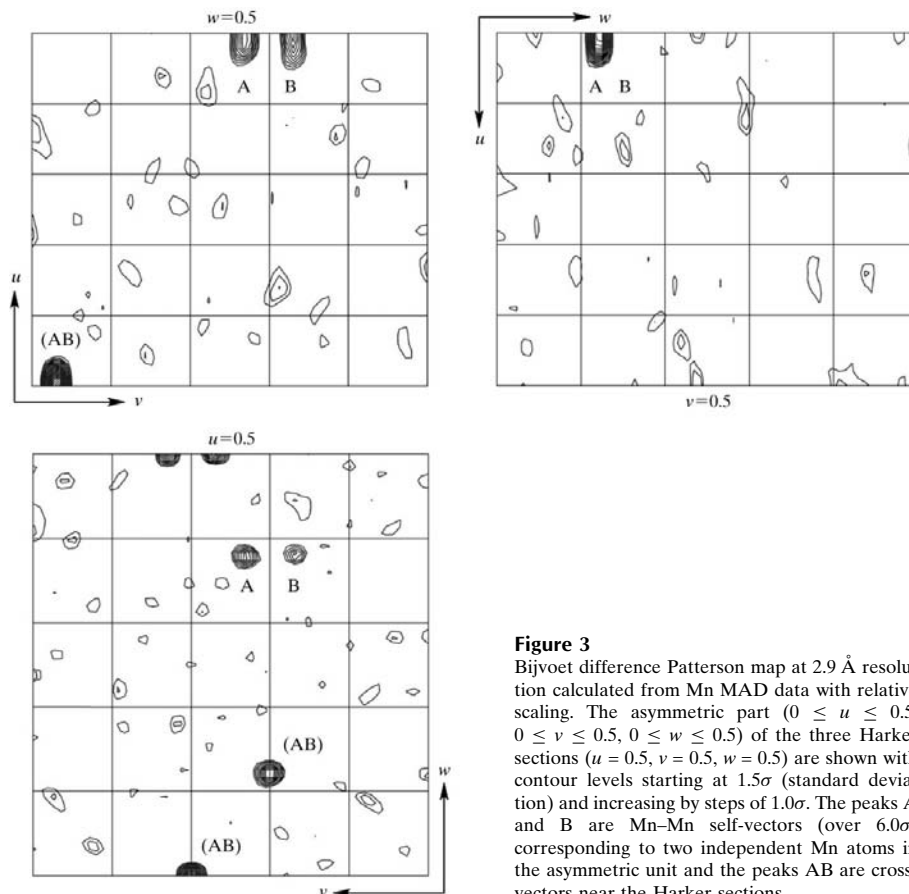 w=0.5
A B
u
(AB)
v
w
A B
u
v=0.5
u=0.5
A B
(AB)
w
(AB)
v
Figure 3
Bijvoet difference Patterson map at 2.9 Å resolu
tion calculated from Mn MAD data with relativ
scaling. The asymmetric part (0 ≤ u ≤ 0.5
0 ≤ v ≤ 0.5, 0 ≤ w ≤ 0.5) of the three Harke
sections (u = 0.5, v = 0.5, w = 0.5) are shown with
contour levels starting at 1.5σ (standard devia
tion) and increasing by steps of 1.0σ. The peaks A
and B are Mn–Mn self-vectors (over 6.0σ
corresponding to two independent Mn atoms i
the asymmetric unit and the peaks AB are cross
vectors near the Harker sections